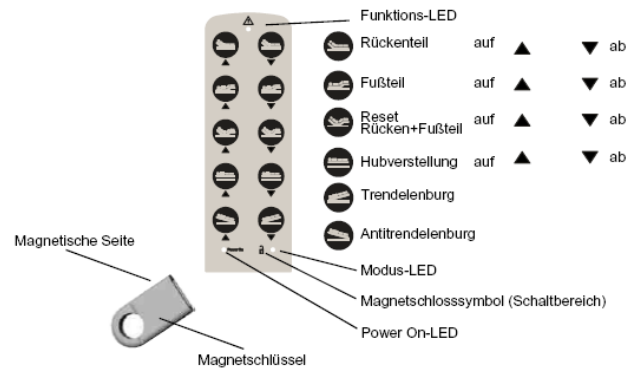 Funktions-LED
Rückenteil auf ab
Fußteil auf ab
Reset
Rücken+Fußteil auf ab
Hubverstellung auf ab
Trendelenburg
Antitrendelenburg
Magnetische Seite
Modus-LED
Magnetschlosssymbol (Schaltbereich)
Power On-LED
Magnetschlüssel